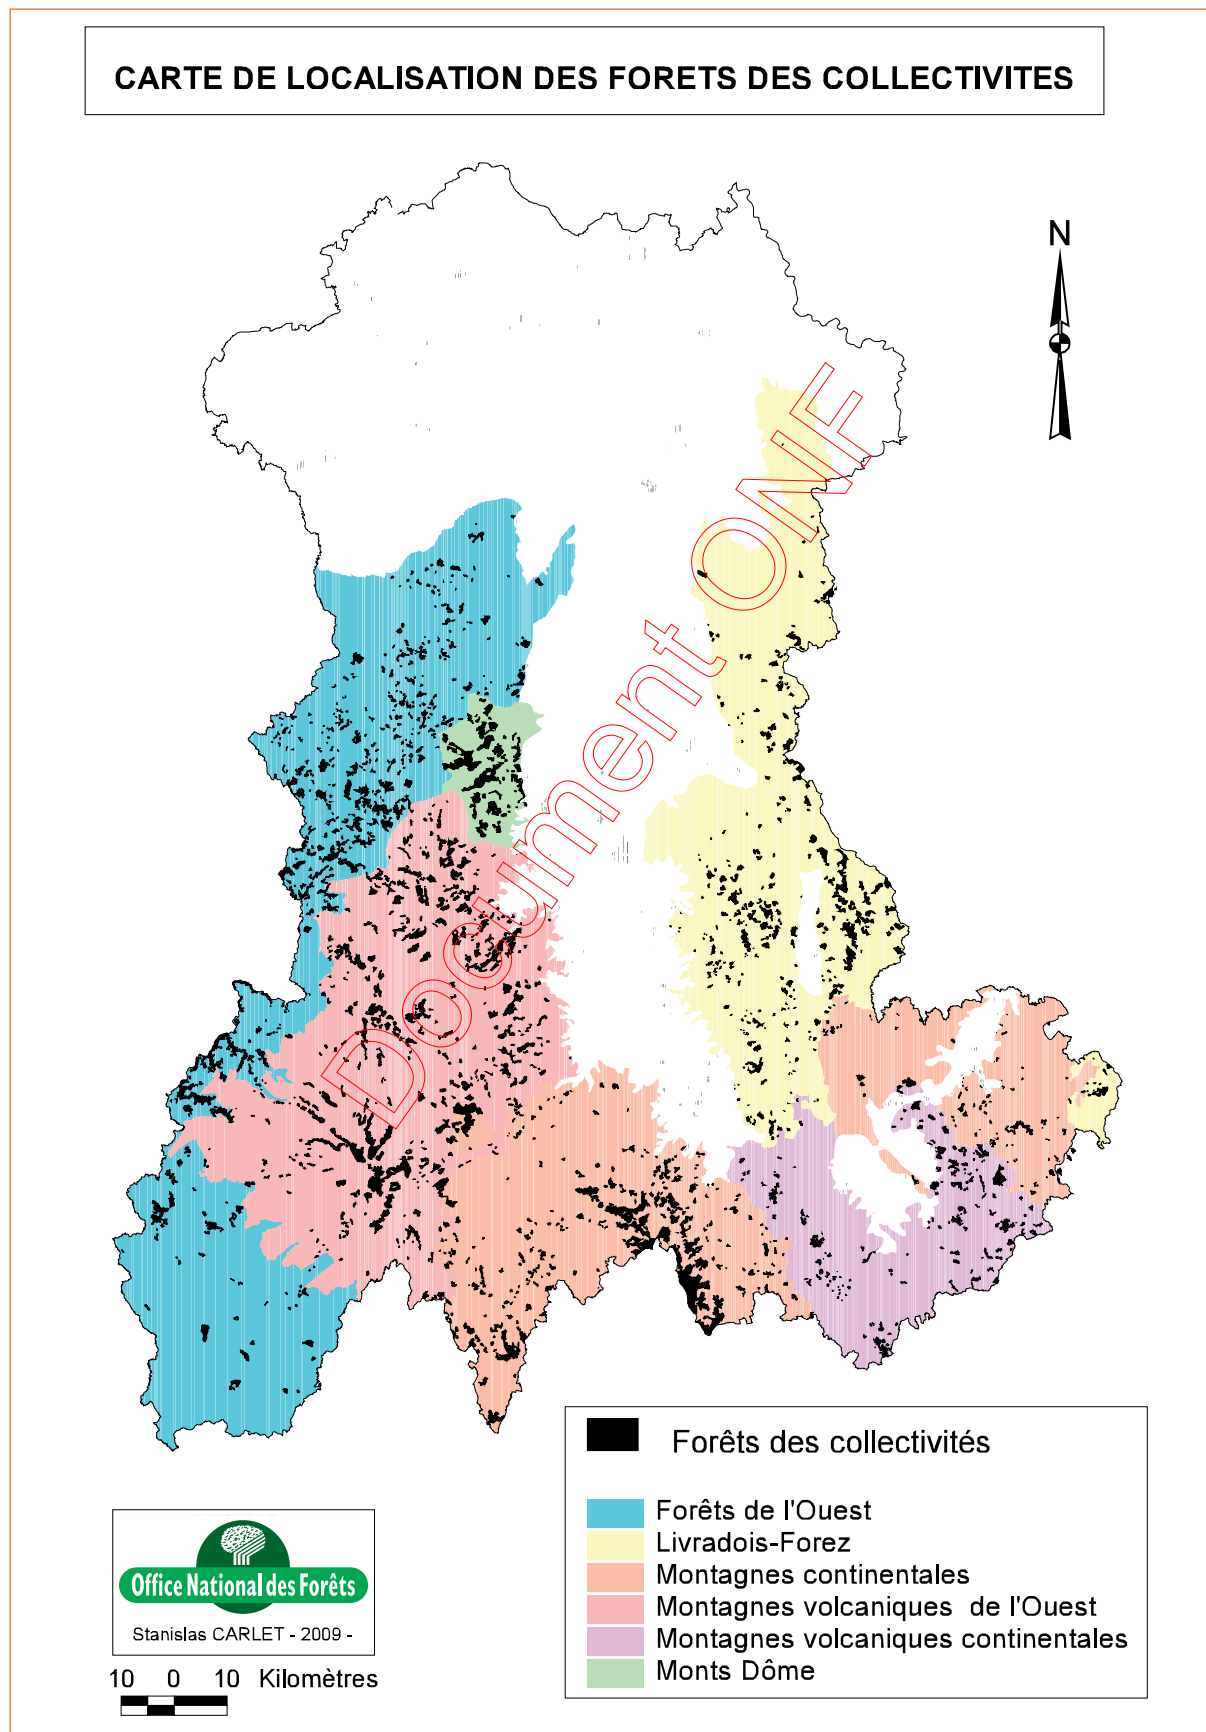 CARTE DE LOCALISATION DES FORETS DES COLLECTIVITES
N
Document ONF
Forêts des collectivités
Forêts de l'Ouest
Livradois-Forez
Montagnes continentales
Montagnes volcaniques de l'Ouest
Montagnes volcaniques continentales
Monts Dôme
Office National des Forêts
Stanislas CARLET - 2009 -
10 0 10 Kilomètres